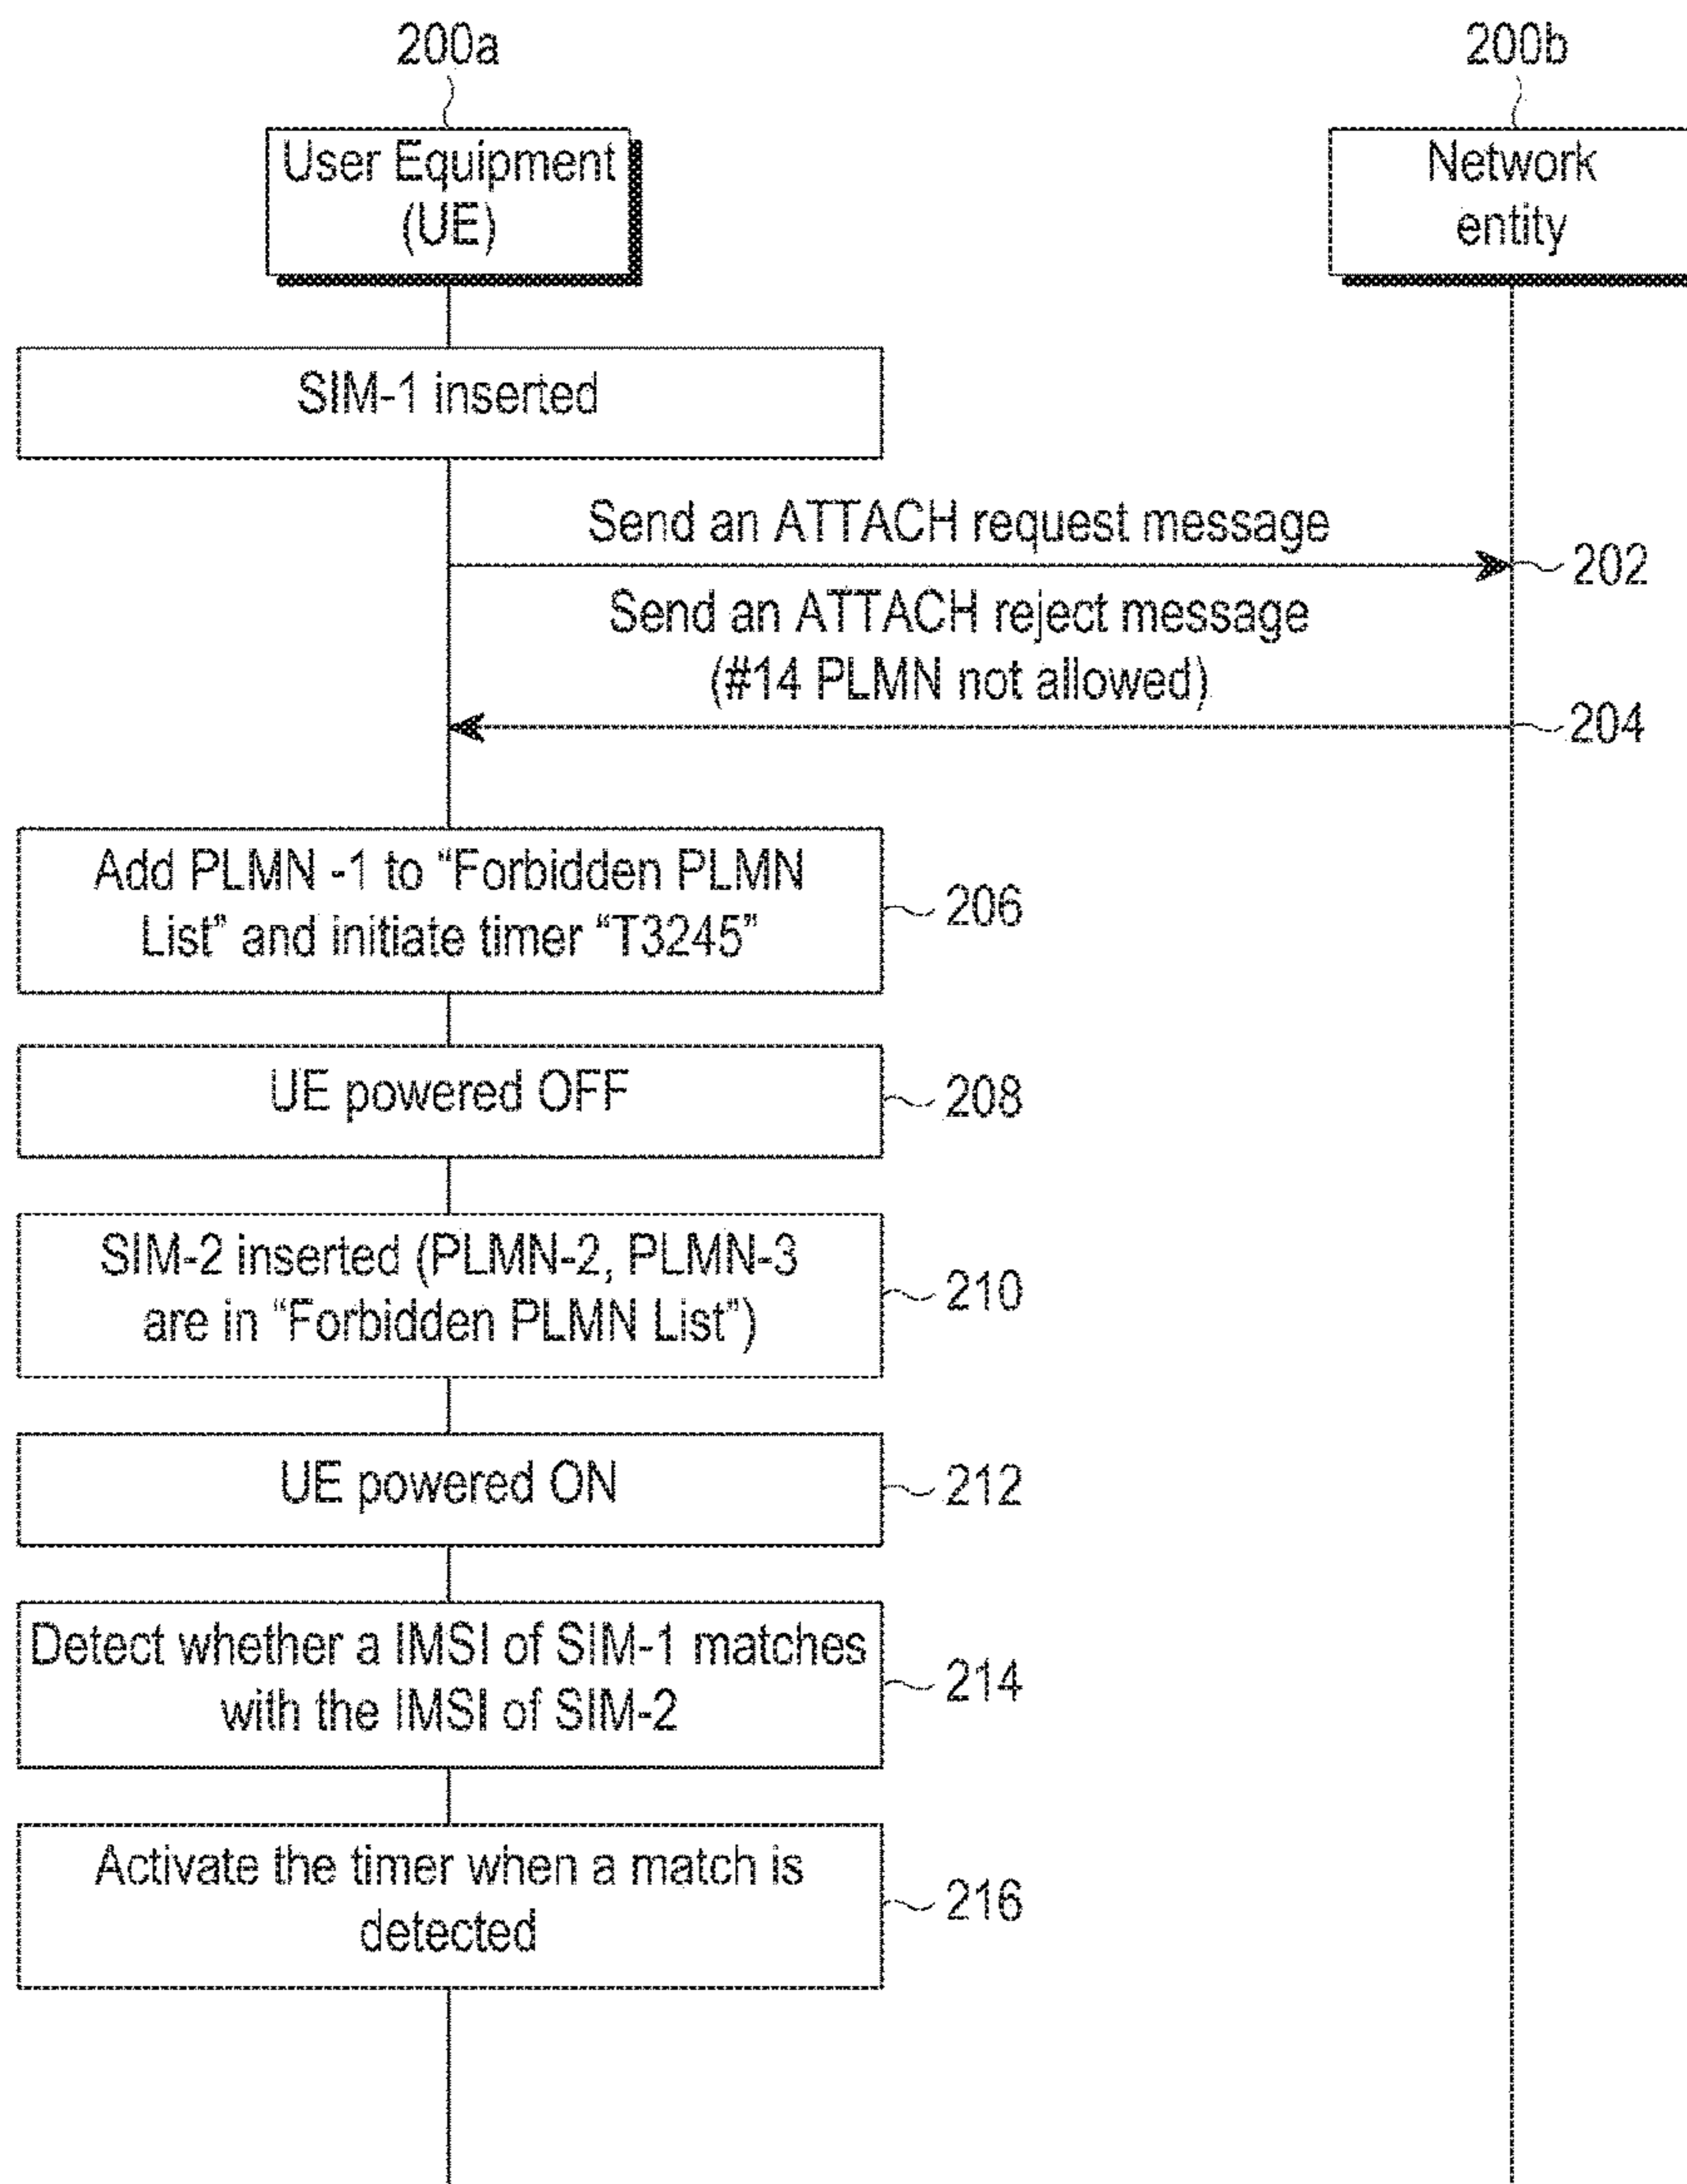 200a
200b
User Equipment
(UE)
Network
entity
SIM-1 inserted
Send an ATTACH request message
202
Send an ATTACH reject message
(#14 PLMN not allowed)
204
Add PLMN -1 to “Forbidden PLMN
List” and initiate timer “T3245”
206
UE powered OFF
208
SIM-2 inserted (PLMN-2, PLMN-3
are in “Forbidden PLMN List”)
210
UE powered ON
212
Detect whether a IMSI of SIM-1 matches
with the IMSI of SIM-2
214
Activate the timer when a match is
detected
216